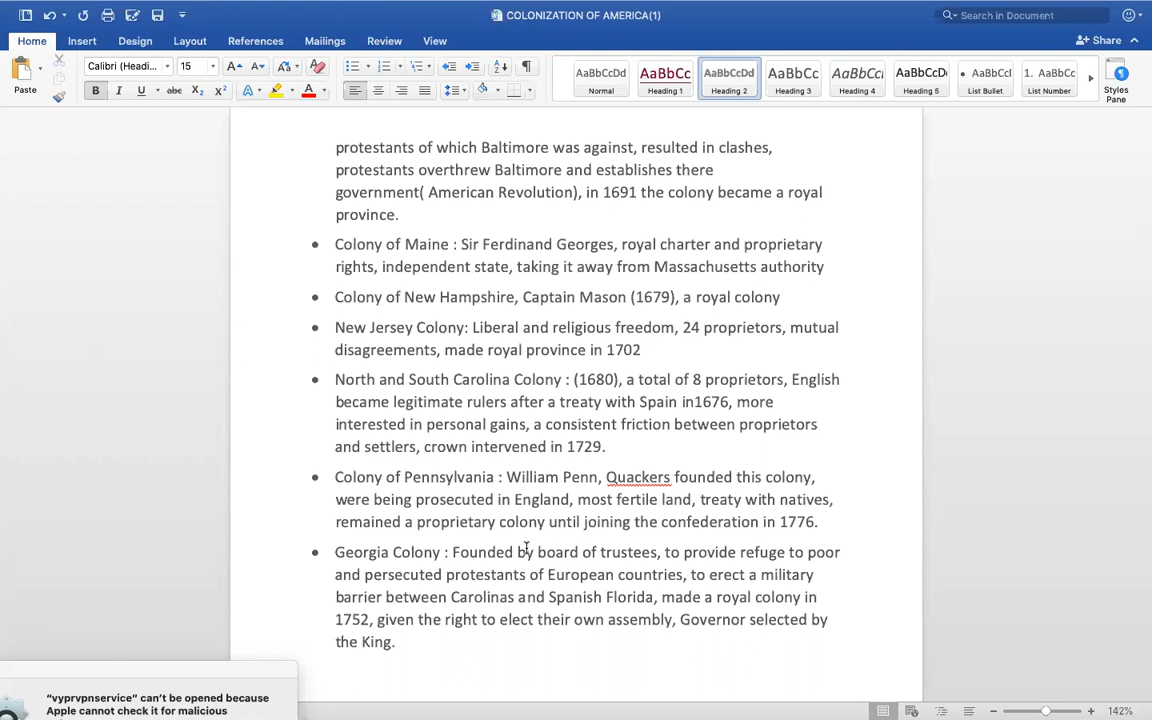 COLONIZATION OF AMERICA(1)
Search in Document
Home Insert Design Layout References Mailings Review View
Share
Paste
Calibri (Headi... 15
B I U abc X2 X2 A A
AaBbCcDd AaBbCc AaBbCcDd AaBbCc AaBbCcI AaBbCcD AaBbCcD 1. AaBbCc
Normal Heading 1 Heading 2 Heading 3 Heading 4 Heading 5 List Bullet List Number
Styles
Pane
protestants of which Baltimore was against, resulted in clashes,
protestants overthrew Baltimore and establishes there
government( American Revolution), in 1691 the colony became a royal
province.
• Colony of Maine : Sir Ferdinand Georges, royal charter and proprietary
rights, independent state, taking it away from Massachusetts authority
• Colony of New Hampshire, Captain Mason (1679), a royal colony
• New Jersey Colony: Liberal and religious freedom, 24 proprietors, mutual
disagreements, made royal province in 1702
• North and South Carolina Colony : (1680), a total of 8 proprietors, English
became legitimate rulers after a treaty with Spain in1676, more
interested in personal gains, a consistent friction between proprietors
and settlers, crown intervened in 1729.
• Colony of Pennsylvania : William Penn, Quackers founded this colony,
were being prosecuted in England, most fertile land, treaty with natives,
remained a proprietary colony until joining the confederation in 1776.
• Georgia Colony : Founded by board of trustees, to provide refuge to poor
and persecuted protestants of European countries, to erect a military
barrier between Carolinas and Spanish Florida, made a royal colony in
1752, given the right to elect their own assembly, Governor selected by
the King.
“vyprvpnservice” can’t be opened because
Apple cannot check it for malicious
142%